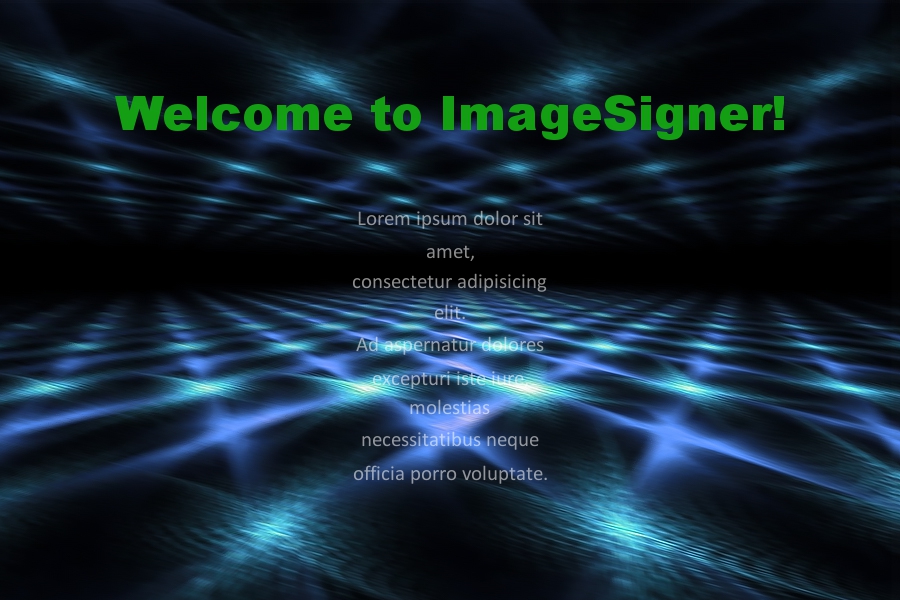 Welcome to ImageSigner!
Lorem ipsum dolor sit
amet,
consectetur adipisicing
elit.
Ad aspernatur dolores
excepturi iste iure,
molestias
necessitatibus neque
officia porro voluptate.